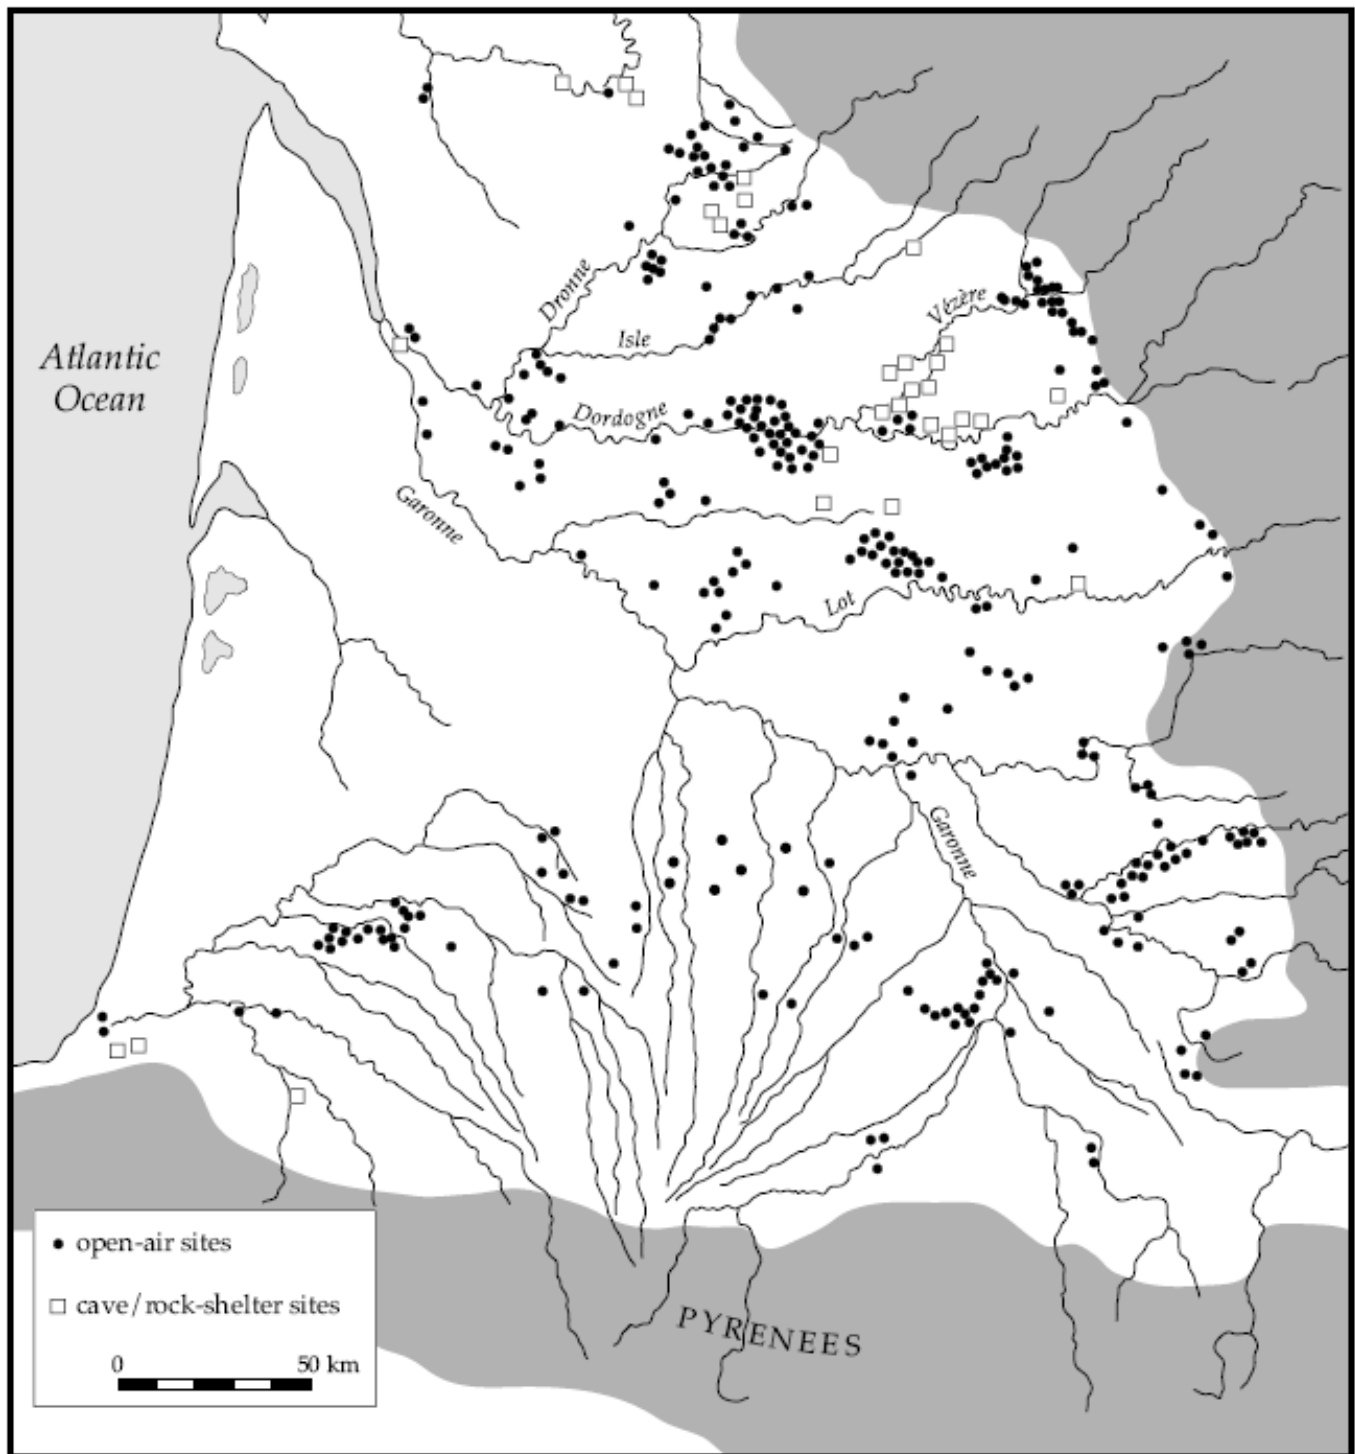 Dronne
Isle
Vézère
Atlantic
Ocean
Dordogne
Garonne
Lot
Garonne
PYRENEES
open-air sites
cave/rock-shelter sites
0 50 km